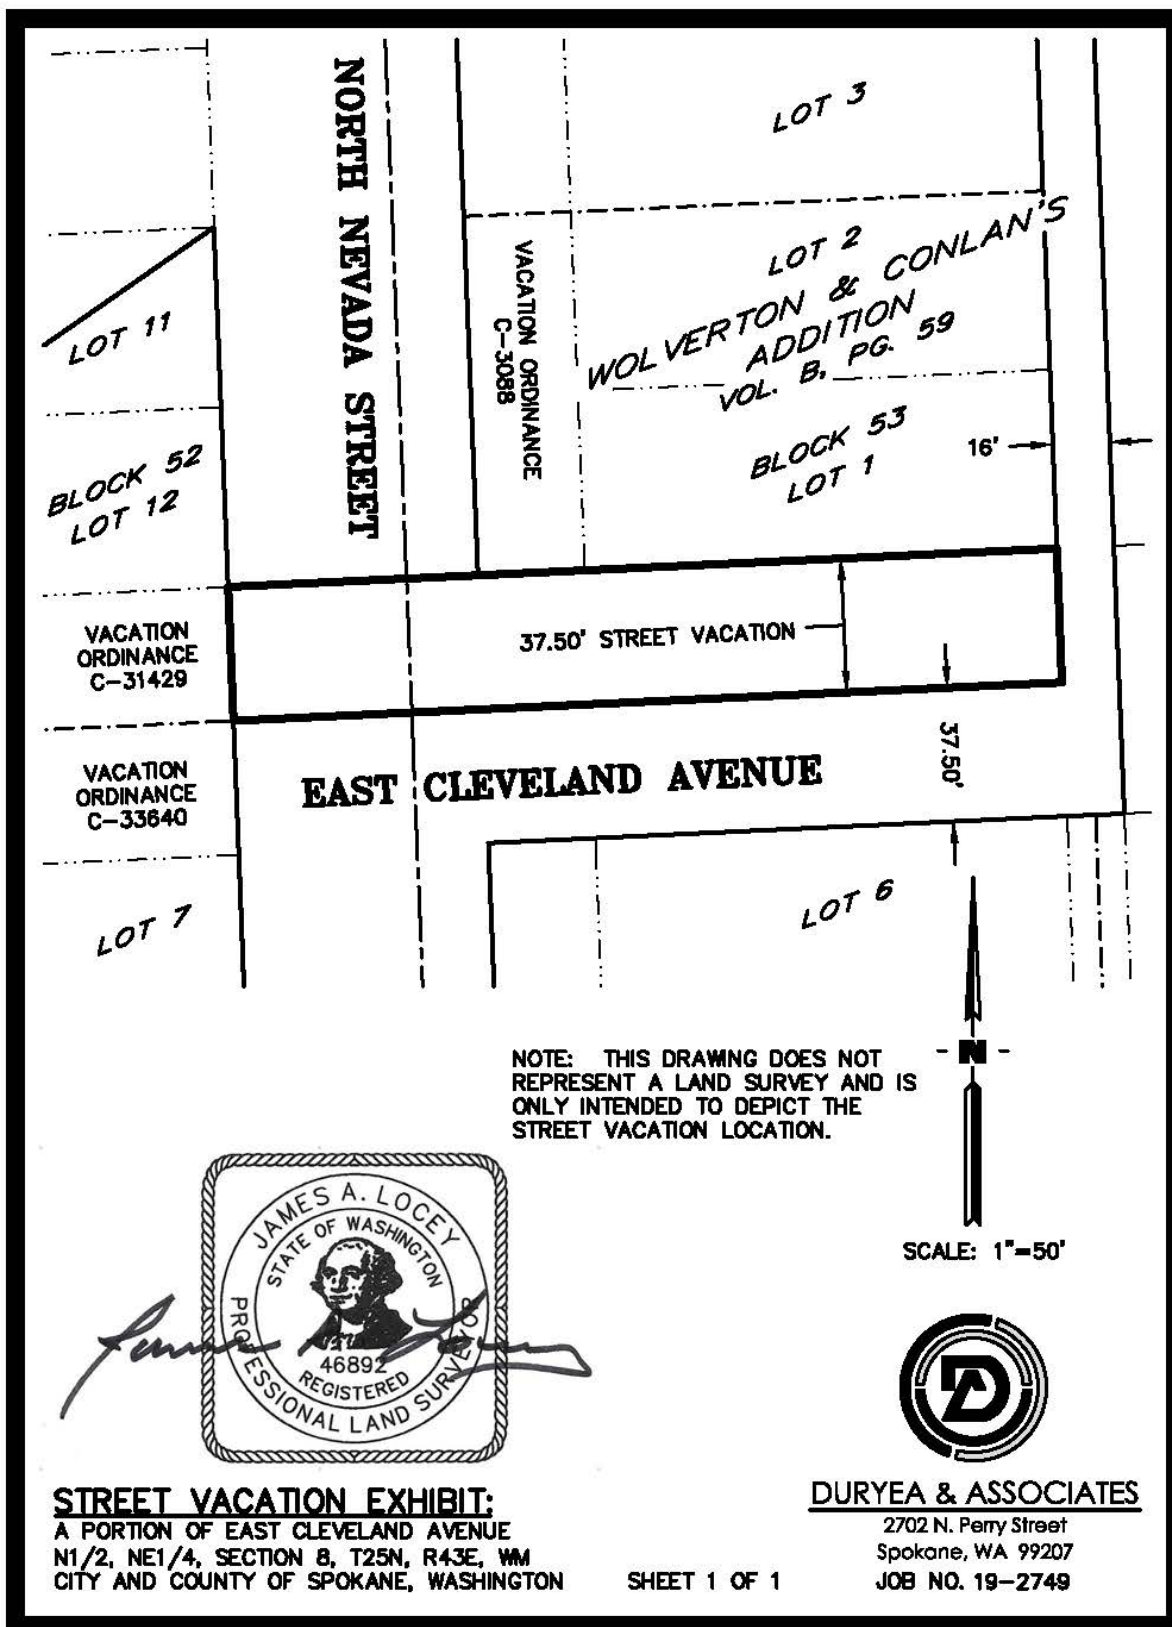 NORTH NEVADA STREET
LOT 3
LOT 2
WOLVERTON & CONLAN'S
ADDITION
VOL. B, PG. 59
VACATION ORDINANCE
C-3088
LOT 11
BLOCK 52
LOT 12
BLOCK 53
LOT 1
16'
VACATION
ORDINANCE
C-31429
37.50' STREET VACATION
37.50'
VACATION
ORDINANCE
C-33640
EAST CLEVELAND AVENUE
LOT 7
LOT 6
NOTE: THIS DRAWING DOES NOT
REPRESENT A LAND SURVEY AND IS
ONLY INTENDED TO DEPICT THE
STREET VACATION LOCATION.
- N -
SCALE: 1"=50'
JAMES A. LOCEY
STATE OF WASHINGTON
46892
REGISTERED
PROFESSIONAL LAND SURVEYOR
DA
STREET VACATION EXHIBIT:
A PORTION OF EAST CLEVELAND AVENUE
N1/2, NE1/4, SECTION 8, T25N, R43E, WM
CITY AND COUNTY OF SPOKANE, WASHINGTON
SHEET 1 OF 1
DURYEA & ASSOCIATES
2702 N. Perry Street
Spokane, WA 99207
JOB NO. 19-2749